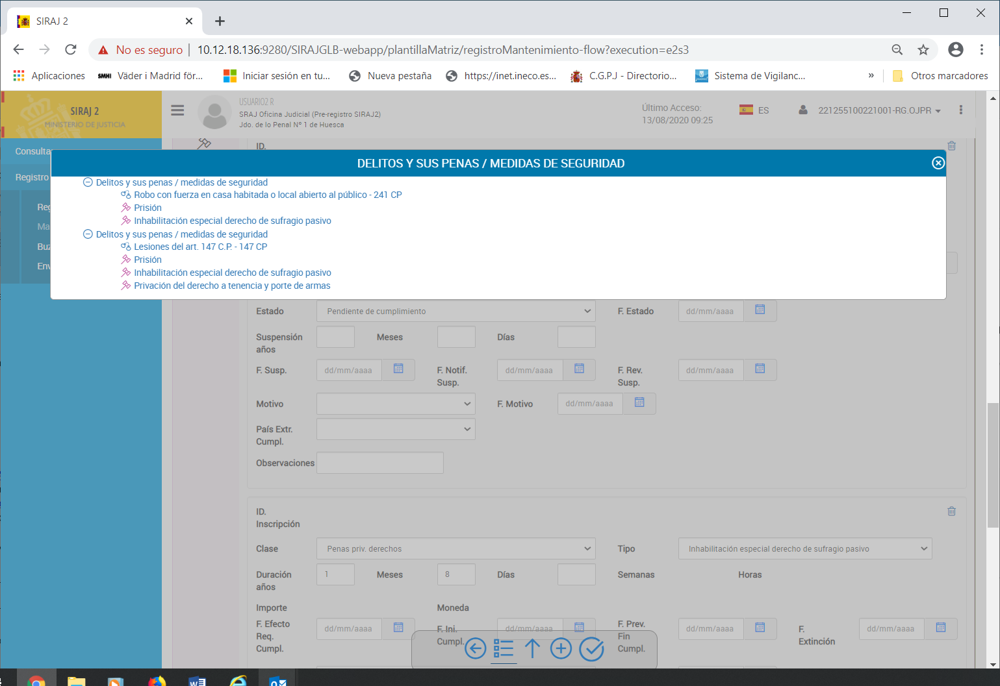 SIRAJ 2
No es seguro
10.12.18.136:9280/SIRAJGLB-webapp/plantillaMatriz/registroMantenimiento-flow?execution=e2s3
Aplicaciones
SMHI Väder i Madrid för...
Iniciar sesión en tu...
Nueva pestaña
https://inet.ineco.es...
C.G.P.J - Directorio...
Sistema de Vigilanc...
»
Otros marcadores
SIRAJ 2
MINISTERIO DE JUSTICIA
USUARIO2 R
SRAJ Oficina Judicial (Pre-registro SIRAJ2)
Jdo. de lo Penal Nº 1 de Huesca
Último Acceso:
13/08/2020 09:25
ES
221255100221001-RG.OJPR
Consulta
Registro
Reg
Ma
Buz
Env
ID.
DELITOS Y SUS PENAS / MEDIDAS DE SEGURIDAD
Delitos y sus penas / medidas de seguridad
Robo con fuerza en casa habitada o local abierto al público - 241 CP
Prisión
Inhabilitación especial derecho de sufragio pasivo
Delitos y sus penas / medidas de seguridad
Lesiones del art. 147 C.P. - 147 CP
Prisión
Inhabilitación especial derecho de sufragio pasivo
Privación del derecho a tenencia y porte de armas
Estado Pendiente de cumplimiento F. Estado dd/mm/aaaa
Suspensión años Meses Días
F. Susp. dd/mm/aaaa F. Notif. Susp. dd/mm/aaaa F. Rev. Susp. dd/mm/aaaa
Motivo F. Motivo dd/mm/aaaa
País Extr. Cumpl.
Observaciones
ID. Inscripción
Clase Penas priv. derechos Tipo Inhabilitación especial derecho de sufragio pasivo
Duración años 1 Meses 8 Días Semanas Horas
Importe Moneda
F. Efecto Req. Cumpl. dd/mm/aaaa F. Ini. Cumpl. dd/mm/aaaa F. Prev. Fin Cumpl. dd/mm/aaaa F. Extinción dd/mm/aaaa